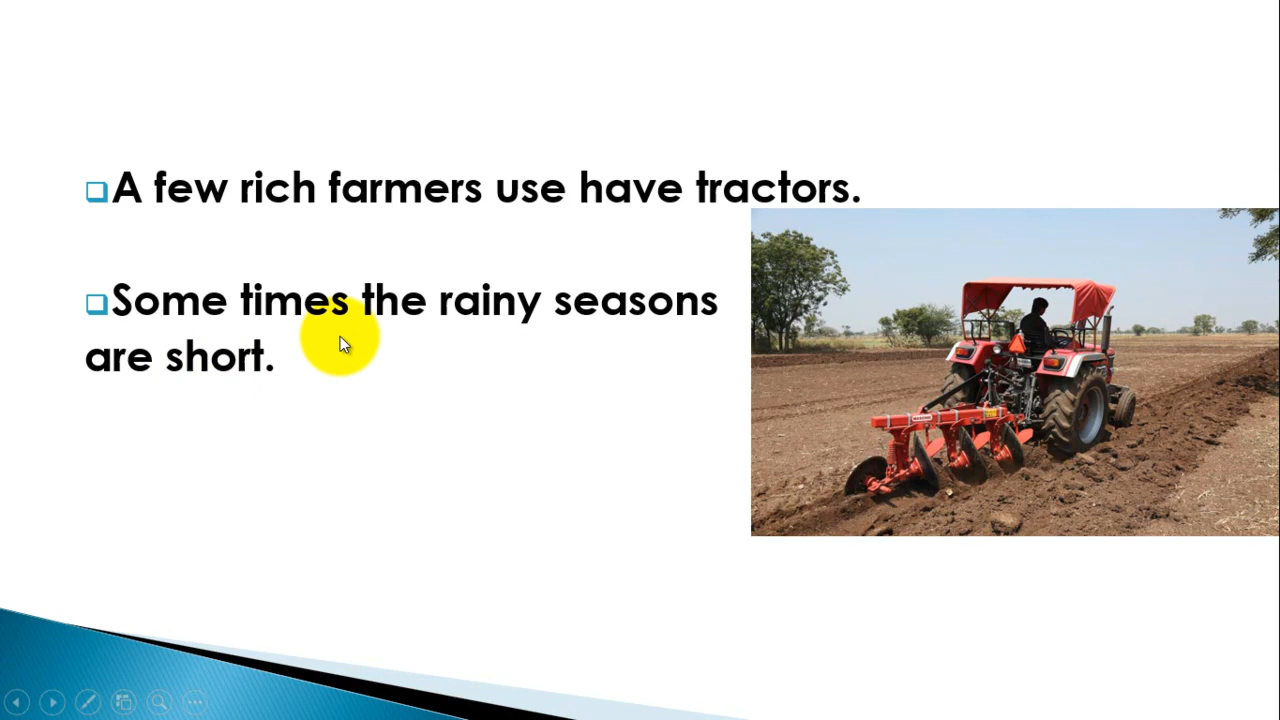 A few rich farmers use have tractors.
Some times the rainy seasons
are short.